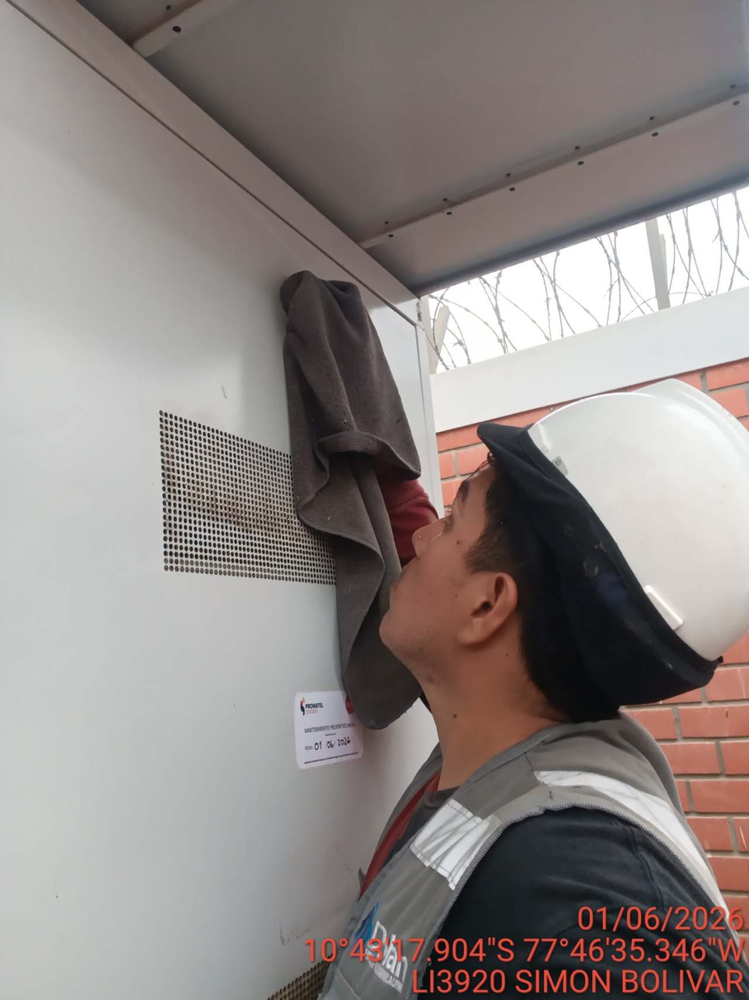 PRONATEL
MANTENIMIENTO PREVENTIVO
FECHA: 01 /06/ 2026
01/06/2026
10°43'17.904"S 77°46'35.346"W
LI3920 SIMON BOLIVAR